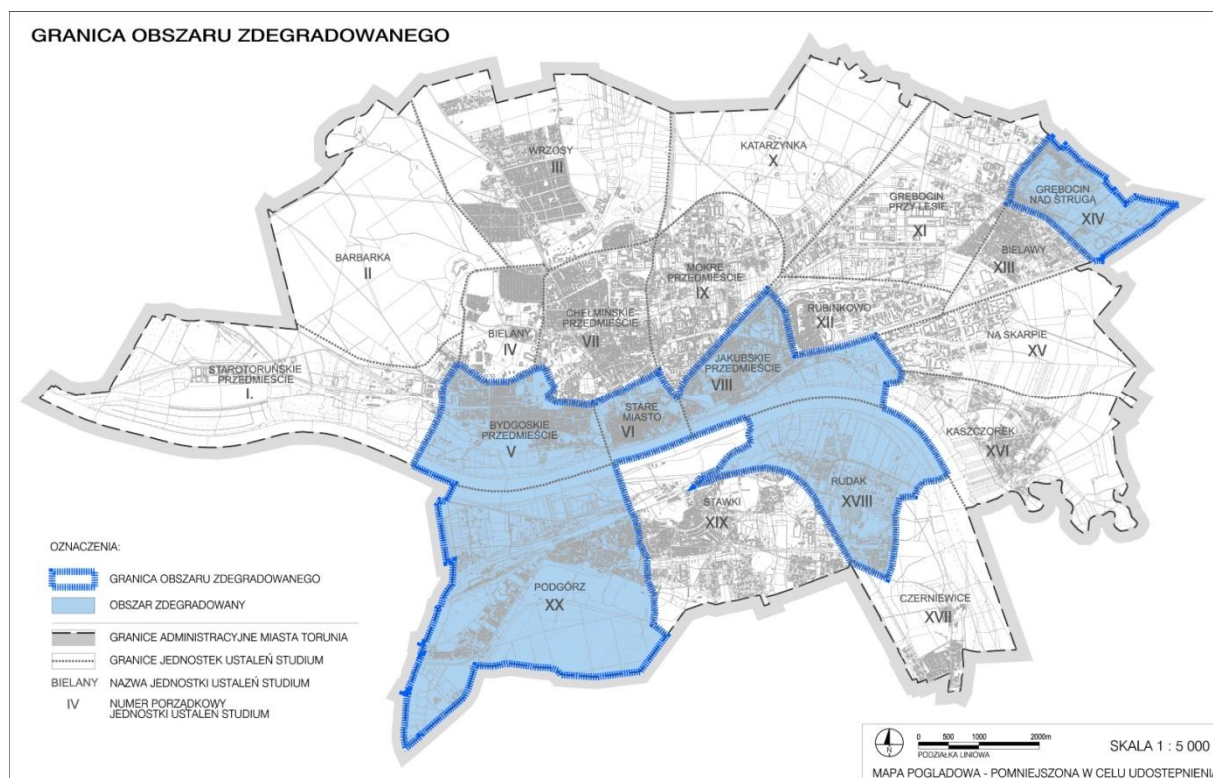 GRANICA OBSZARU ZDEGRADOWANEGO
WRZOSY
III
KATARZYNKA
X
GRĘBOCIN
PRZY LESIE
XI
GRĘBOCIN
NAD STRUGĄ
XIV
BARBARKA
II
MOKRE
PRZEDMIEŚCIE
IX
BIELAWY
XIII
CHEŁMIŃSKIE
PRZEDMIEŚCIE
VII
RUBINKOWO
XII
BIELANY
IV
NA SKARPIE
XV
STAROTORUŃSKIE
PRZEDMIEŚCIE
I.
JAKUBSKIE
PRZEDMIEŚCIE
VIII
STARE
MIASTO
VI
BYDGOSKIE
PRZEDMIEŚCIE
V
KASZCZOREK
XVI
RUDAK
XVIII
STAWKI
XIX
PODGÓRZ
XX
CZERNIEWICE
XVII
OZNACZENIA:
GRANICA OBSZARU ZDEGRADOWANEGO
OBSZAR ZDEGRADOWANY
GRANICE ADMINISTRACYJNE MIASTA TORUNIA
GRANICE JEDNOSTEK USTALEŃ STUDIUM
BIELANY NAZWA JEDNOSTKI USTALEŃ STUDIUM
IV NUMER PORZĄDKOWY
JEDNOSTKI USTALEŃ STUDIUM
N
0 500 1000 2000m
PODZIAŁKA LINIOWA
SKALA 1 : 5 000
MAPA POGLĄDOWA - POMNIEJSZONA W CELU UDOSTĘPNIENI